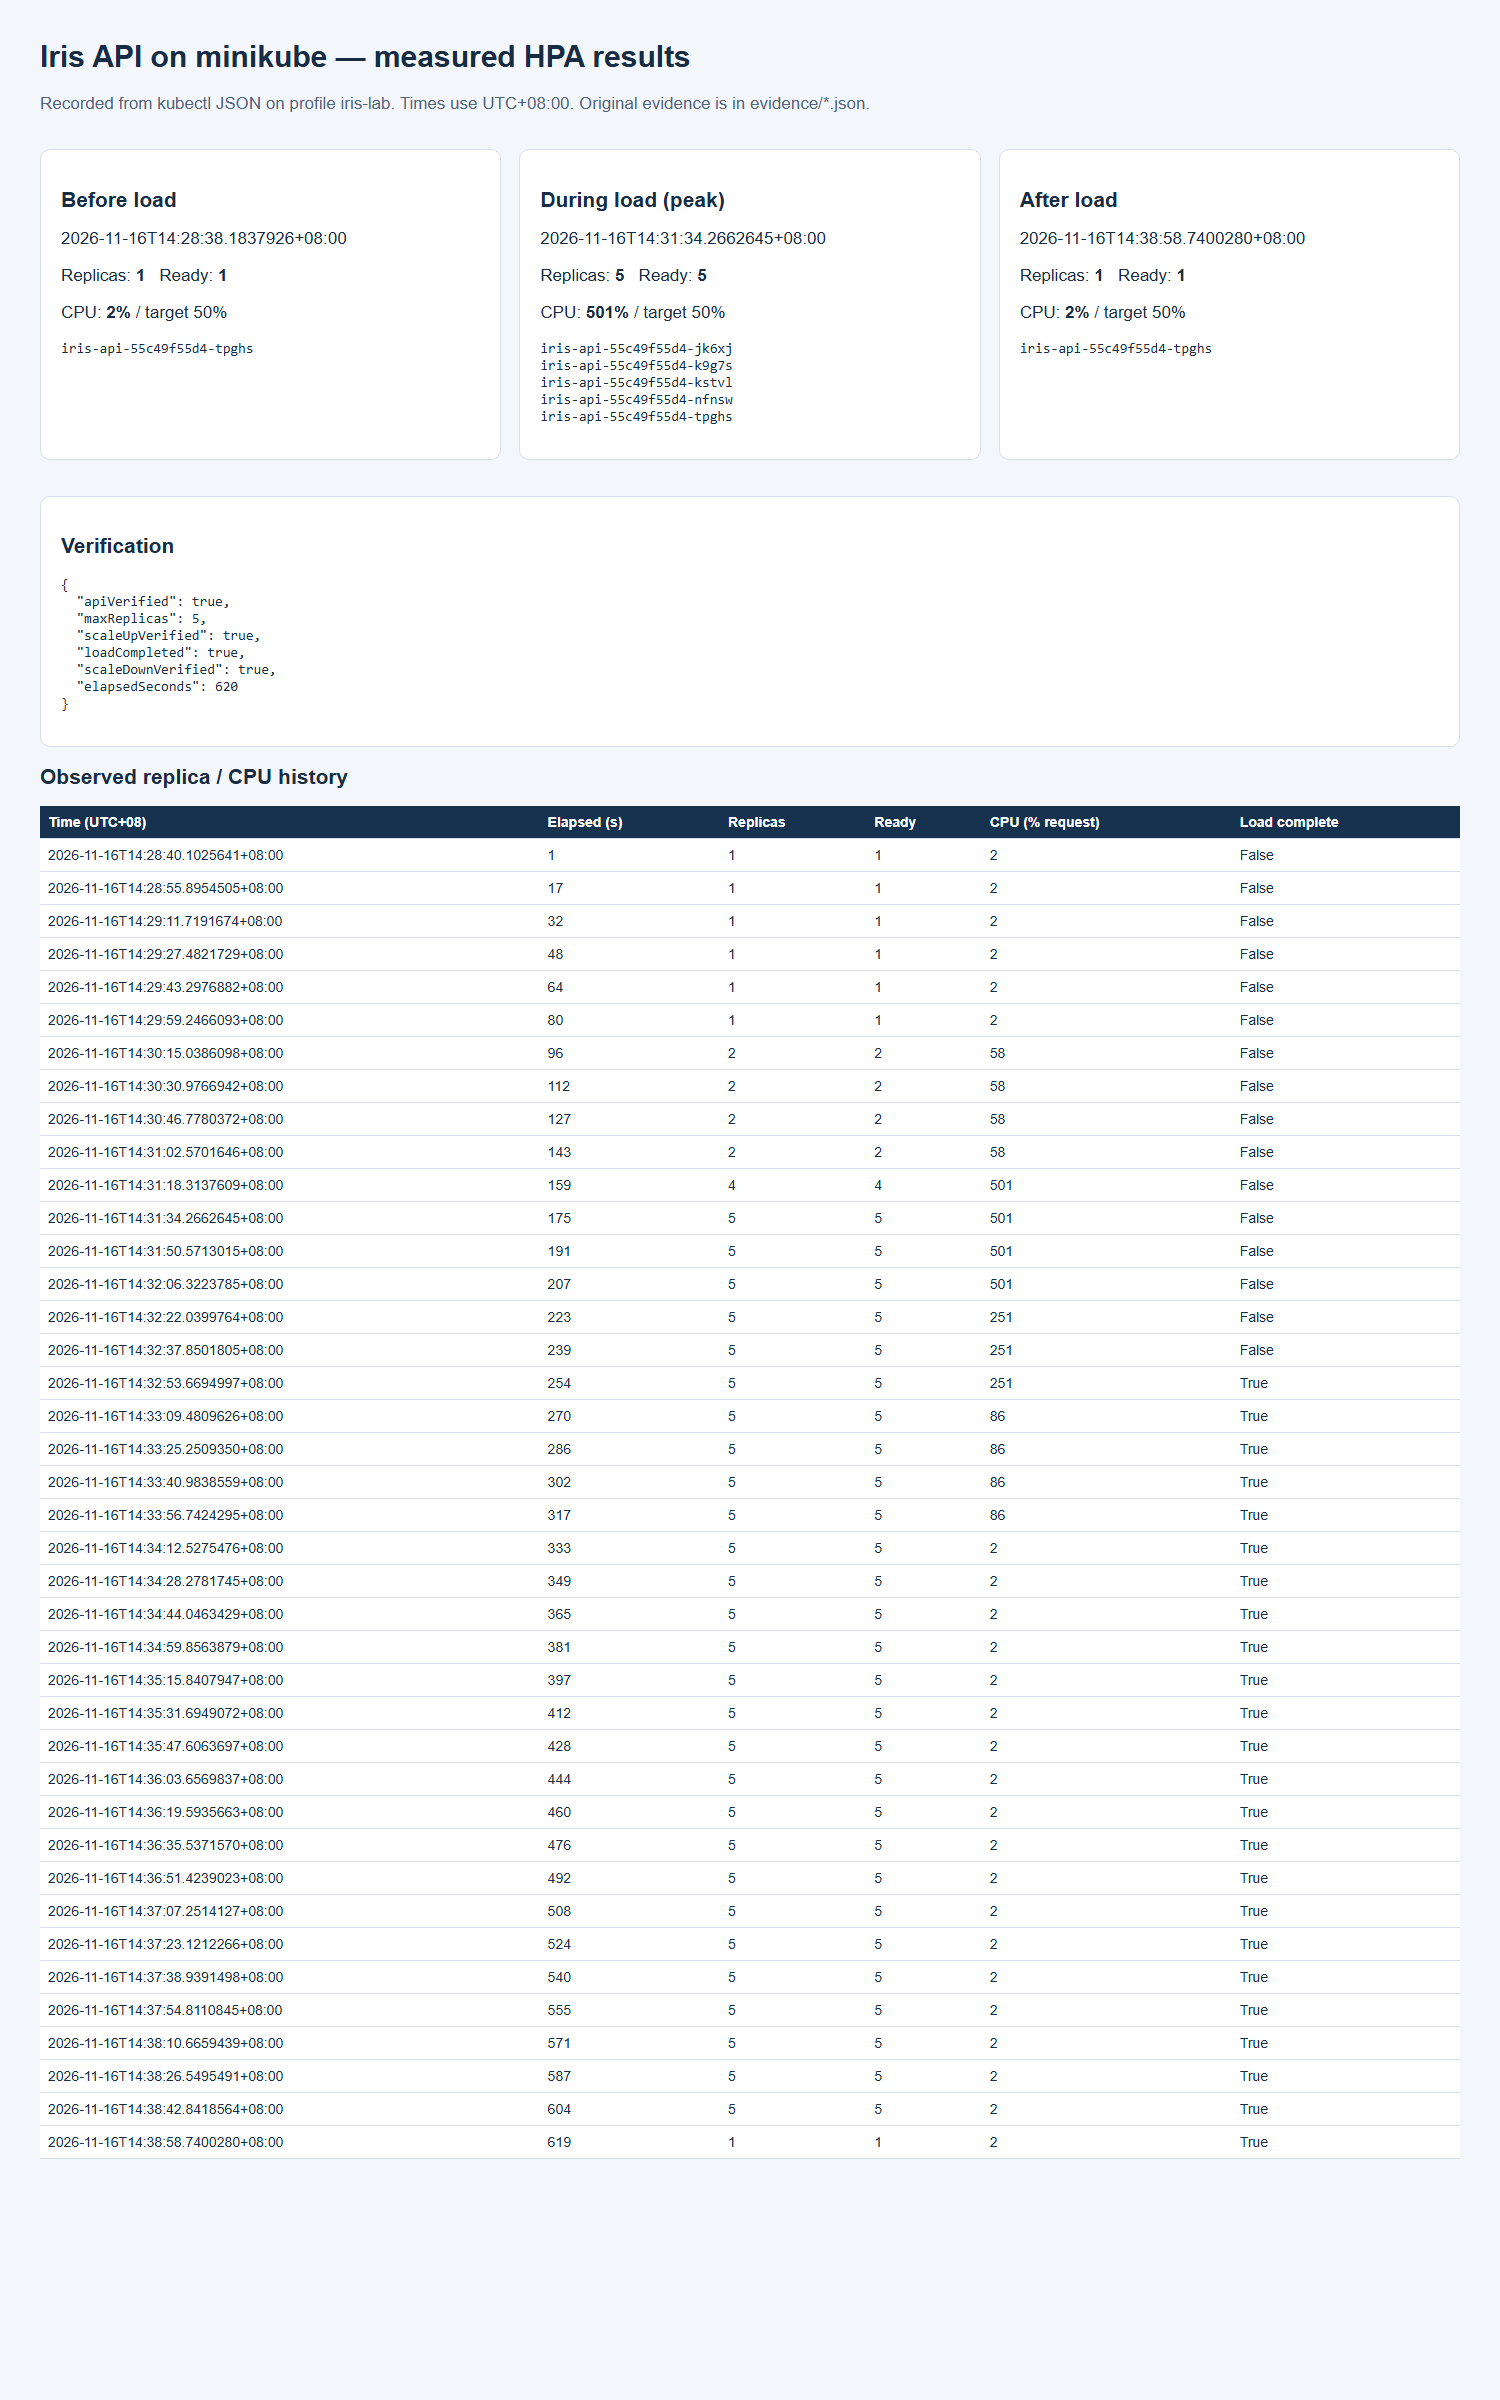 Iris API on minikube — measured HPA results
Recorded from kubectl JSON on profile iris-lab. Times use UTC+08:00. Original evidence is in evidence/*.json.
Before load
2026-11-16T14:28:38.1837926+08:00
Replicas: 1 Ready: 1
CPU: 2% / target 50%
iris-api-55c49f55d4-tpghs
During load (peak)
2026-11-16T14:31:34.2662645+08:00
Replicas: 5 Ready: 5
CPU: 501% / target 50%
iris-api-55c49f55d4-jk6xj
iris-api-55c49f55d4-k9g7s
iris-api-55c49f55d4-kstvl
iris-api-55c49f55d4-nfnsw
iris-api-55c49f55d4-tpghs
After load
2026-11-16T14:38:58.7400280+08:00
Replicas: 1 Ready: 1
CPU: 2% / target 50%
iris-api-55c49f55d4-tpghs
Verification
{
  "apiVerified": true,
  "maxReplicas": 5,
  "scaleUpVerified": true,
  "loadCompleted": true,
  "scaleDownVerified": true,
  "elapsedSeconds": 620
}
Observed replica / CPU history
Time (UTC+08) Elapsed (s) Replicas Ready CPU (% request) Load complete
2026-11-16T14:28:40.1025641+08:00 1 1 1 2 False
2026-11-16T14:28:55.8954505+08:00 17 1 1 2 False
2026-11-16T14:29:11.7191674+08:00 32 1 1 2 False
2026-11-16T14:29:27.4821729+08:00 48 1 1 2 False
2026-11-16T14:29:43.2976882+08:00 64 1 1 2 False
2026-11-16T14:29:59.2466093+08:00 80 1 1 2 False
2026-11-16T14:30:15.0386098+08:00 96 2 2 58 False
2026-11-16T14:30:30.9766942+08:00 112 2 2 58 False
2026-11-16T14:30:46.7780372+08:00 127 2 2 58 False
2026-11-16T14:31:02.5701646+08:00 143 2 2 58 False
2026-11-16T14:31:18.3137609+08:00 159 4 4 501 False
2026-11-16T14:31:34.2662645+08:00 175 5 5 501 False
2026-11-16T14:31:50.5713015+08:00 191 5 5 501 False
2026-11-16T14:32:06.3223785+08:00 207 5 5 501 False
2026-11-16T14:32:22.0399764+08:00 223 5 5 251 False
2026-11-16T14:32:37.8501805+08:00 239 5 5 251 False
2026-11-16T14:32:53.6694997+08:00 254 5 5 251 True
2026-11-16T14:33:09.4809626+08:00 270 5 5 86 True
2026-11-16T14:33:25.2509350+08:00 286 5 5 86 True
2026-11-16T14:33:40.9838559+08:00 302 5 5 86 True
2026-11-16T14:33:56.7424295+08:00 317 5 5 86 True
2026-11-16T14:34:12.5275476+08:00 333 5 5 2 True
2026-11-16T14:34:28.2781745+08:00 349 5 5 2 True
2026-11-16T14:34:44.0463429+08:00 365 5 5 2 True
2026-11-16T14:34:59.8563879+08:00 381 5 5 2 True
2026-11-16T14:35:15.8407947+08:00 397 5 5 2 True
2026-11-16T14:35:31.6949072+08:00 412 5 5 2 True
2026-11-16T14:35:47.6063697+08:00 428 5 5 2 True
2026-11-16T14:36:03.6569837+08:00 444 5 5 2 True
2026-11-16T14:36:19.5935663+08:00 460 5 5 2 True
2026-11-16T14:36:35.5371570+08:00 476 5 5 2 True
2026-11-16T14:36:51.4239023+08:00 492 5 5 2 True
2026-11-16T14:37:07.2514127+08:00 508 5 5 2 True
2026-11-16T14:37:23.1212266+08:00 524 5 5 2 True
2026-11-16T14:37:38.9391498+08:00 540 5 5 2 True
2026-11-16T14:37:54.8110845+08:00 555 5 5 2 True
2026-11-16T14:38:10.6659439+08:00 571 5 5 2 True
2026-11-16T14:38:26.5495491+08:00 587 5 5 2 True
2026-11-16T14:38:42.8418564+08:00 604 5 5 2 True
2026-11-16T14:38:58.7400280+08:00 619 1 1 2 True